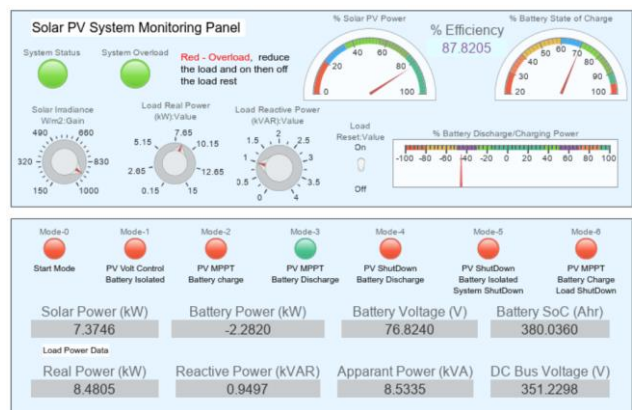 Solar PV System Monitoring Panel
System Status
System Overload
Red - Overload, reduce
the load and on then off
the load rest
% Solar PV Power
0
20
40
60
80
100
% Efficiency
87.8205
% Battery State of Charge
20
30
40
50
60
70
80
90
100
Solar Irradiance
W/m2:Gain
150
320
490
660
830
1000
Load Real Power
(kW):Value
0.15
2.65
5.15
7.65
10.15
12.65
15
Load Reactive Power
(kVAR):Value
0
0.5
1
1.5
2
2.5
3
3.5
4
Load
Reset:Value
On
Off
% Battery Discharge/Charging Power
-100 -80 -60 -40 -20 0 20 40 60 80 100
Mode-0
Start Mode
Mode-1
PV Volt Control
Battery Isolated
Mode-2
PV MPPT
Battery charge
Mode-3
PV MPPT
Battery Discharge
Mode-4
PV ShutDown
Battery Discharge
Mode-5
PV ShutDown
Battery Isolated
System ShutDown
Mode-6
PV MPPT
Battery Charge
Load ShutDown
Solar Power (kW)
7.3746
Battery Power (kW)
-2.2820
Battery Voltage (V)
76.8240
Battery SoC (Ahr)
380.0360
Load Power Data
Real Power (kW)
8.4805
Reactive Power (kVAR)
0.9497
Apparant Power (kVA)
8.5335
DC Bus Voltage (V)
351.2298